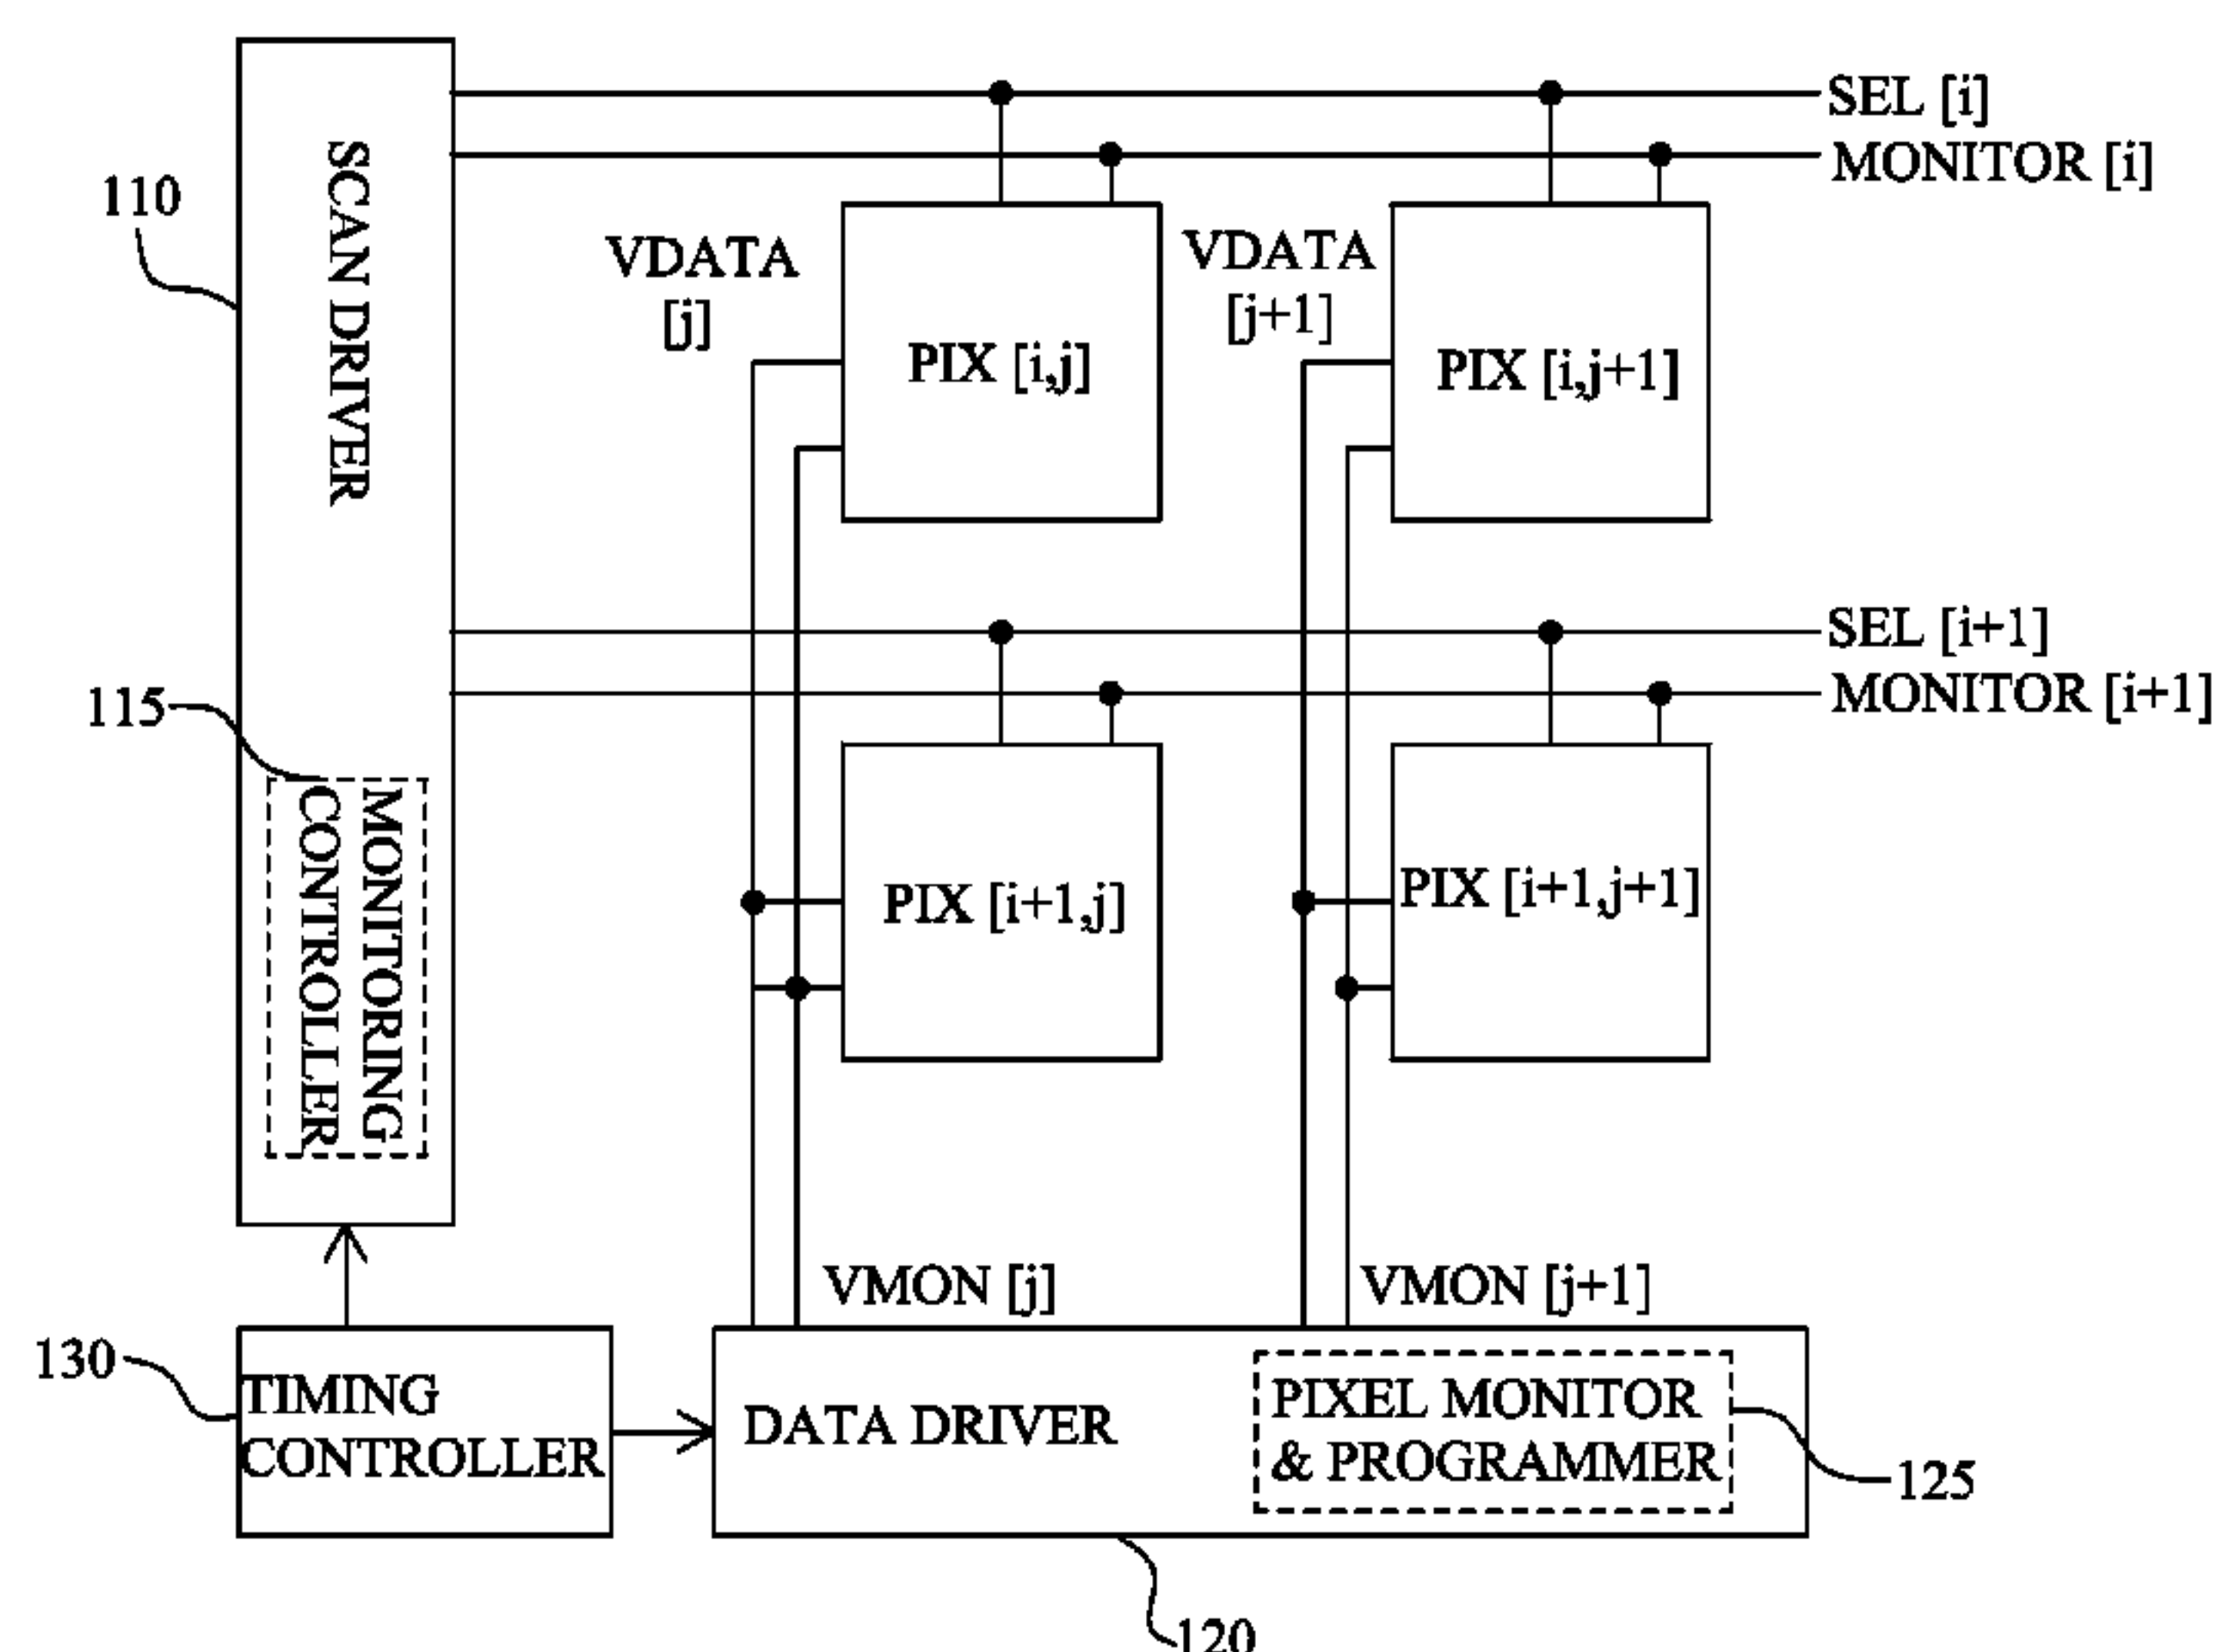 SEL [i]
MONITOR [i]
110
SCAN DRIVER
VDATA
[j]
VDATA
[j+1]
PIX [i,j]
PIX [i,j+1]
SEL [i+1]
MONITOR [i+1]
115
MONITORING
CONTROLLER
PIX [i+1,j]
PIX [i+1,j+1]
VMON [j]
VMON [j+1]
130
TIMING
CONTROLLER
DATA DRIVER
PIXEL MONITOR
& PROGRAMMER
125
120